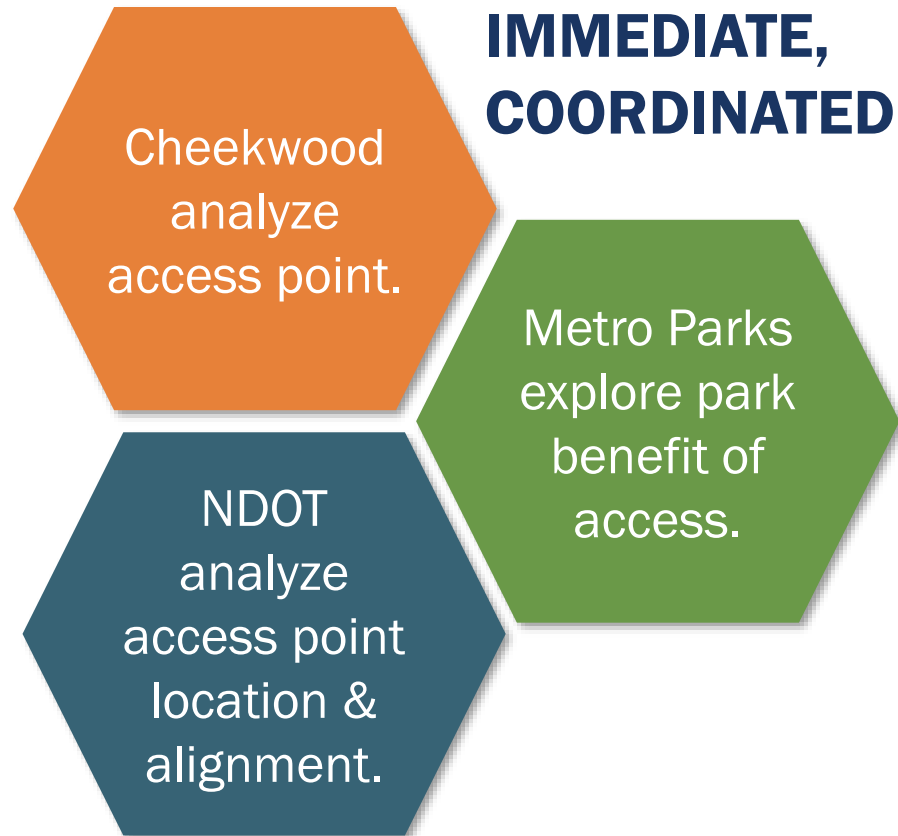 IMMEDIATE,
COORDINATED
Cheekwood
analyze
access point.
Metro Parks
explore park
benefit of
access.
NDOT
analyze
access point
location &
alignment.